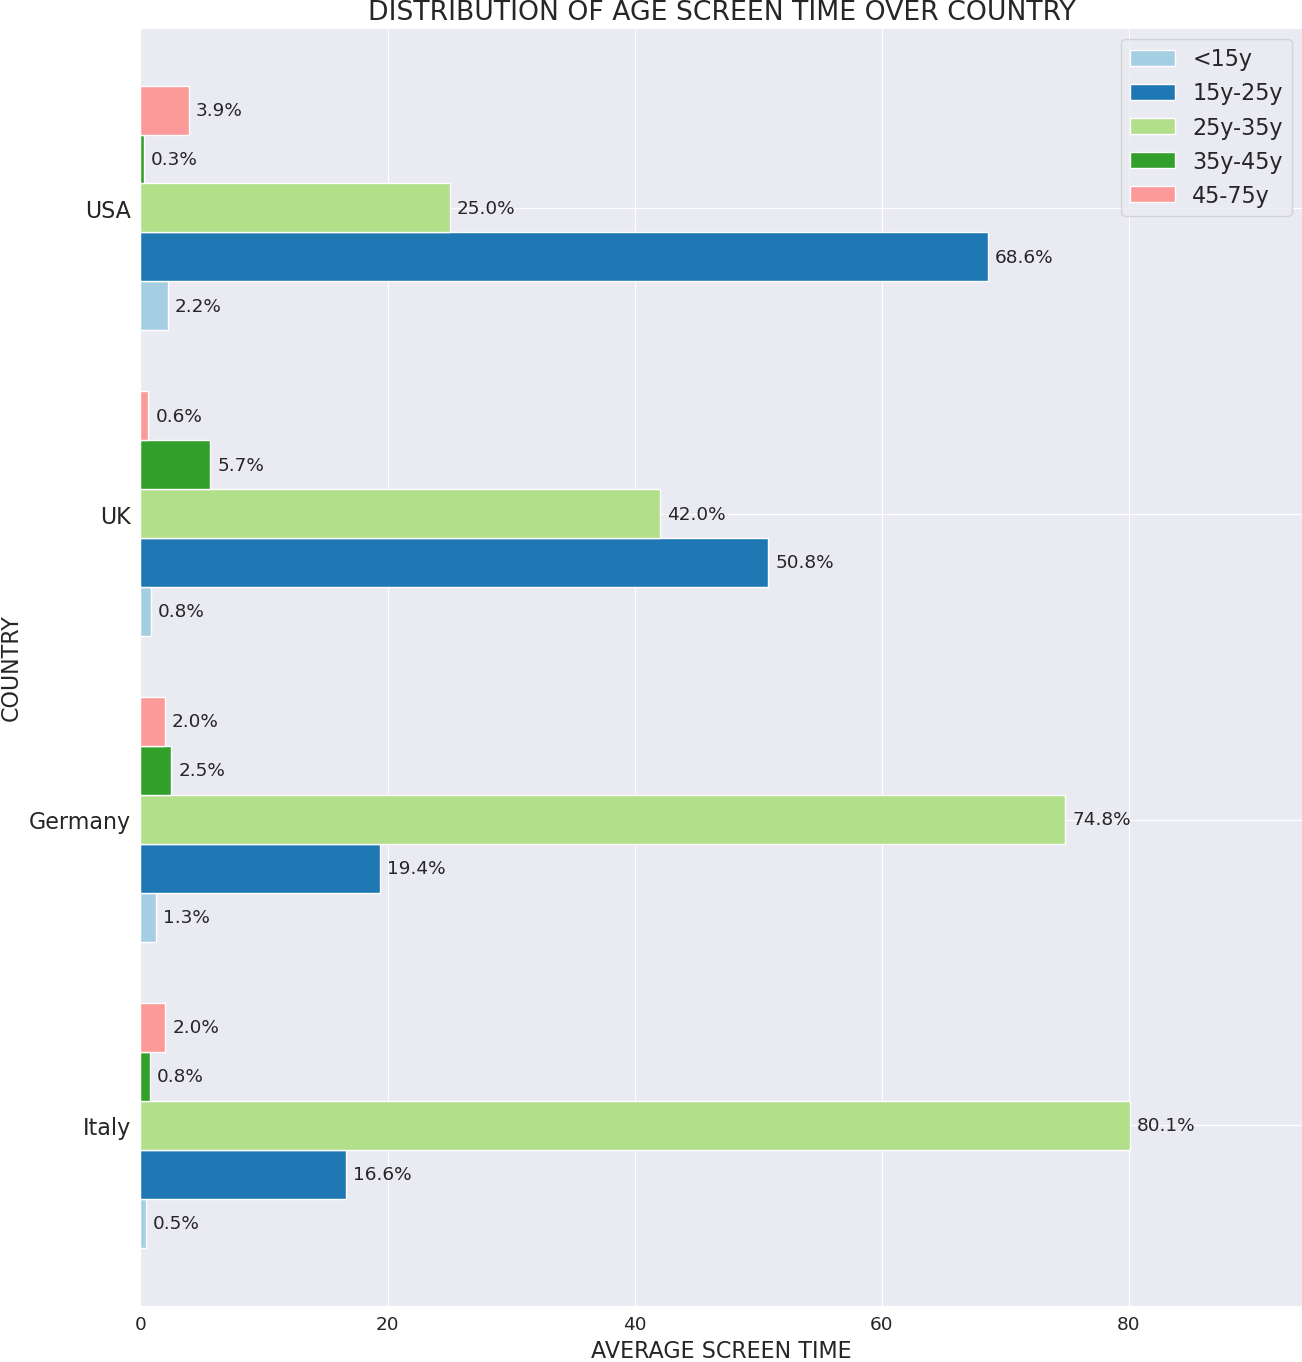 DISTRIBUTION OF AGE SCREEN TIME OVER COUNTRY
<15y
15y-25y
25y-35y
35y-45y
45-75y
3.9%
0.3%
USA
25.0%
68.6%
2.2%
0.6%
5.7%
UK
42.0%
50.8%
0.8%
COUNTRY
2.0%
2.5%
Germany
74.8%
19.4%
1.3%
2.0%
0.8%
Italy
80.1%
16.6%
0.5%
0 20 40 60 80
AVERAGE SCREEN TIME